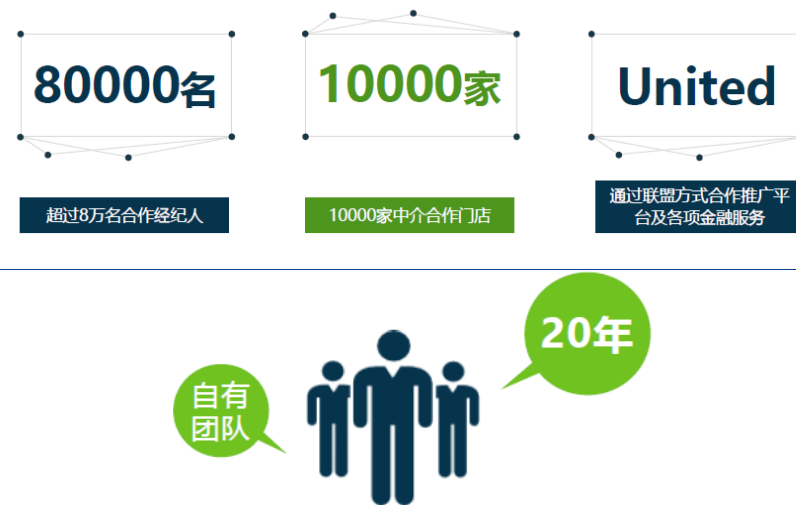 80000名
10000家
United
超过8万名合作经纪人
10000家中介合作门店
通过联盟方式合作推广平
台及各项金融服务
20年
自有
团队